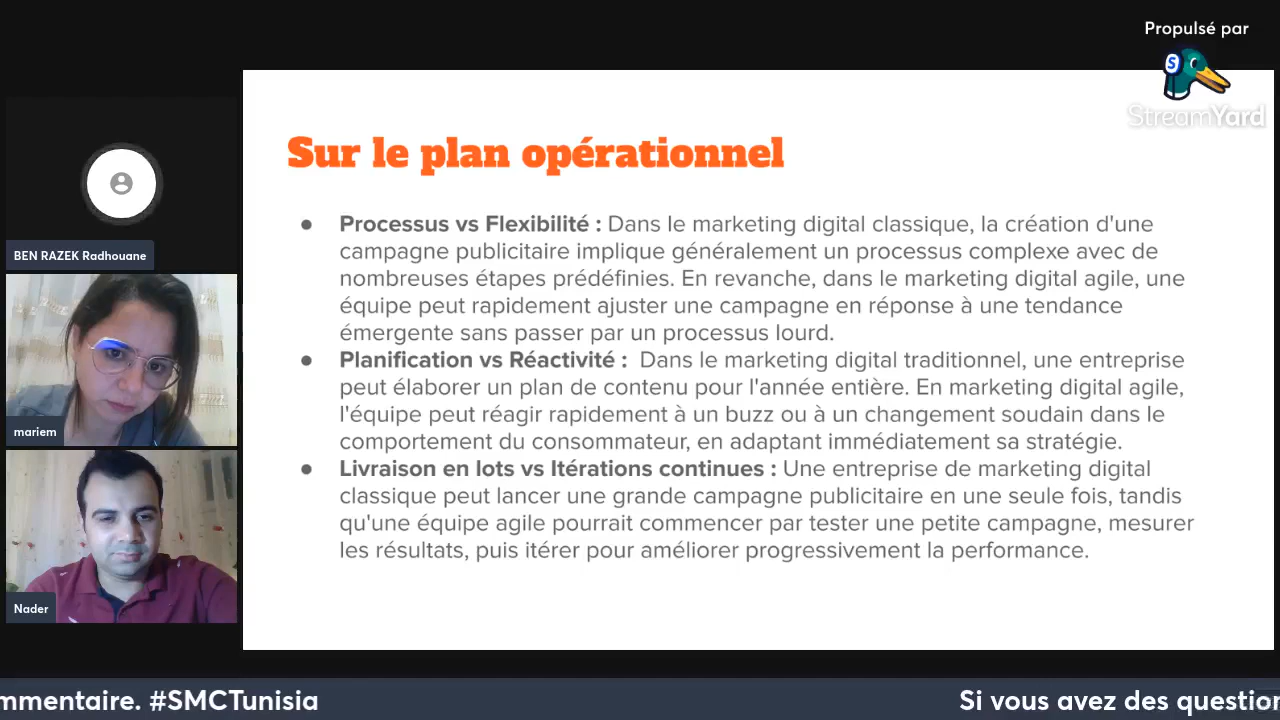 Propulsé par
StreamYard
Sur le plan opérationnel
● Processus vs Flexibilité : Dans le marketing digital classique, la création d'une
campagne publicitaire implique généralement un processus complexe avec de
nombreuses étapes prédéfinies. En revanche, dans le marketing digital agile, une
équipe peut rapidement ajuster une campagne en réponse à une tendance
émergente sans passer par un processus lourd.
● Planification vs Réactivité : Dans le marketing digital traditionnel, une entreprise
peut élaborer un plan de contenu pour l'année entière. En marketing digital agile,
l'équipe peut réagir rapidement à un buzz ou à un changement soudain dans le
comportement du consommateur, en adaptant immédiatement sa stratégie.
● Livraison en lots vs Itérations continues : Une entreprise de marketing digital
classique peut lancer une grande campagne publicitaire en une seule fois, tandis
qu'une équipe agile pourrait commencer par tester une petite campagne, mesurer
les résultats, puis itérer pour améliorer progressivement la performance.
BEN RAZEK Radhouane
mariem
Nader
mmentaire. #SMCTunisia Si vous avez des question